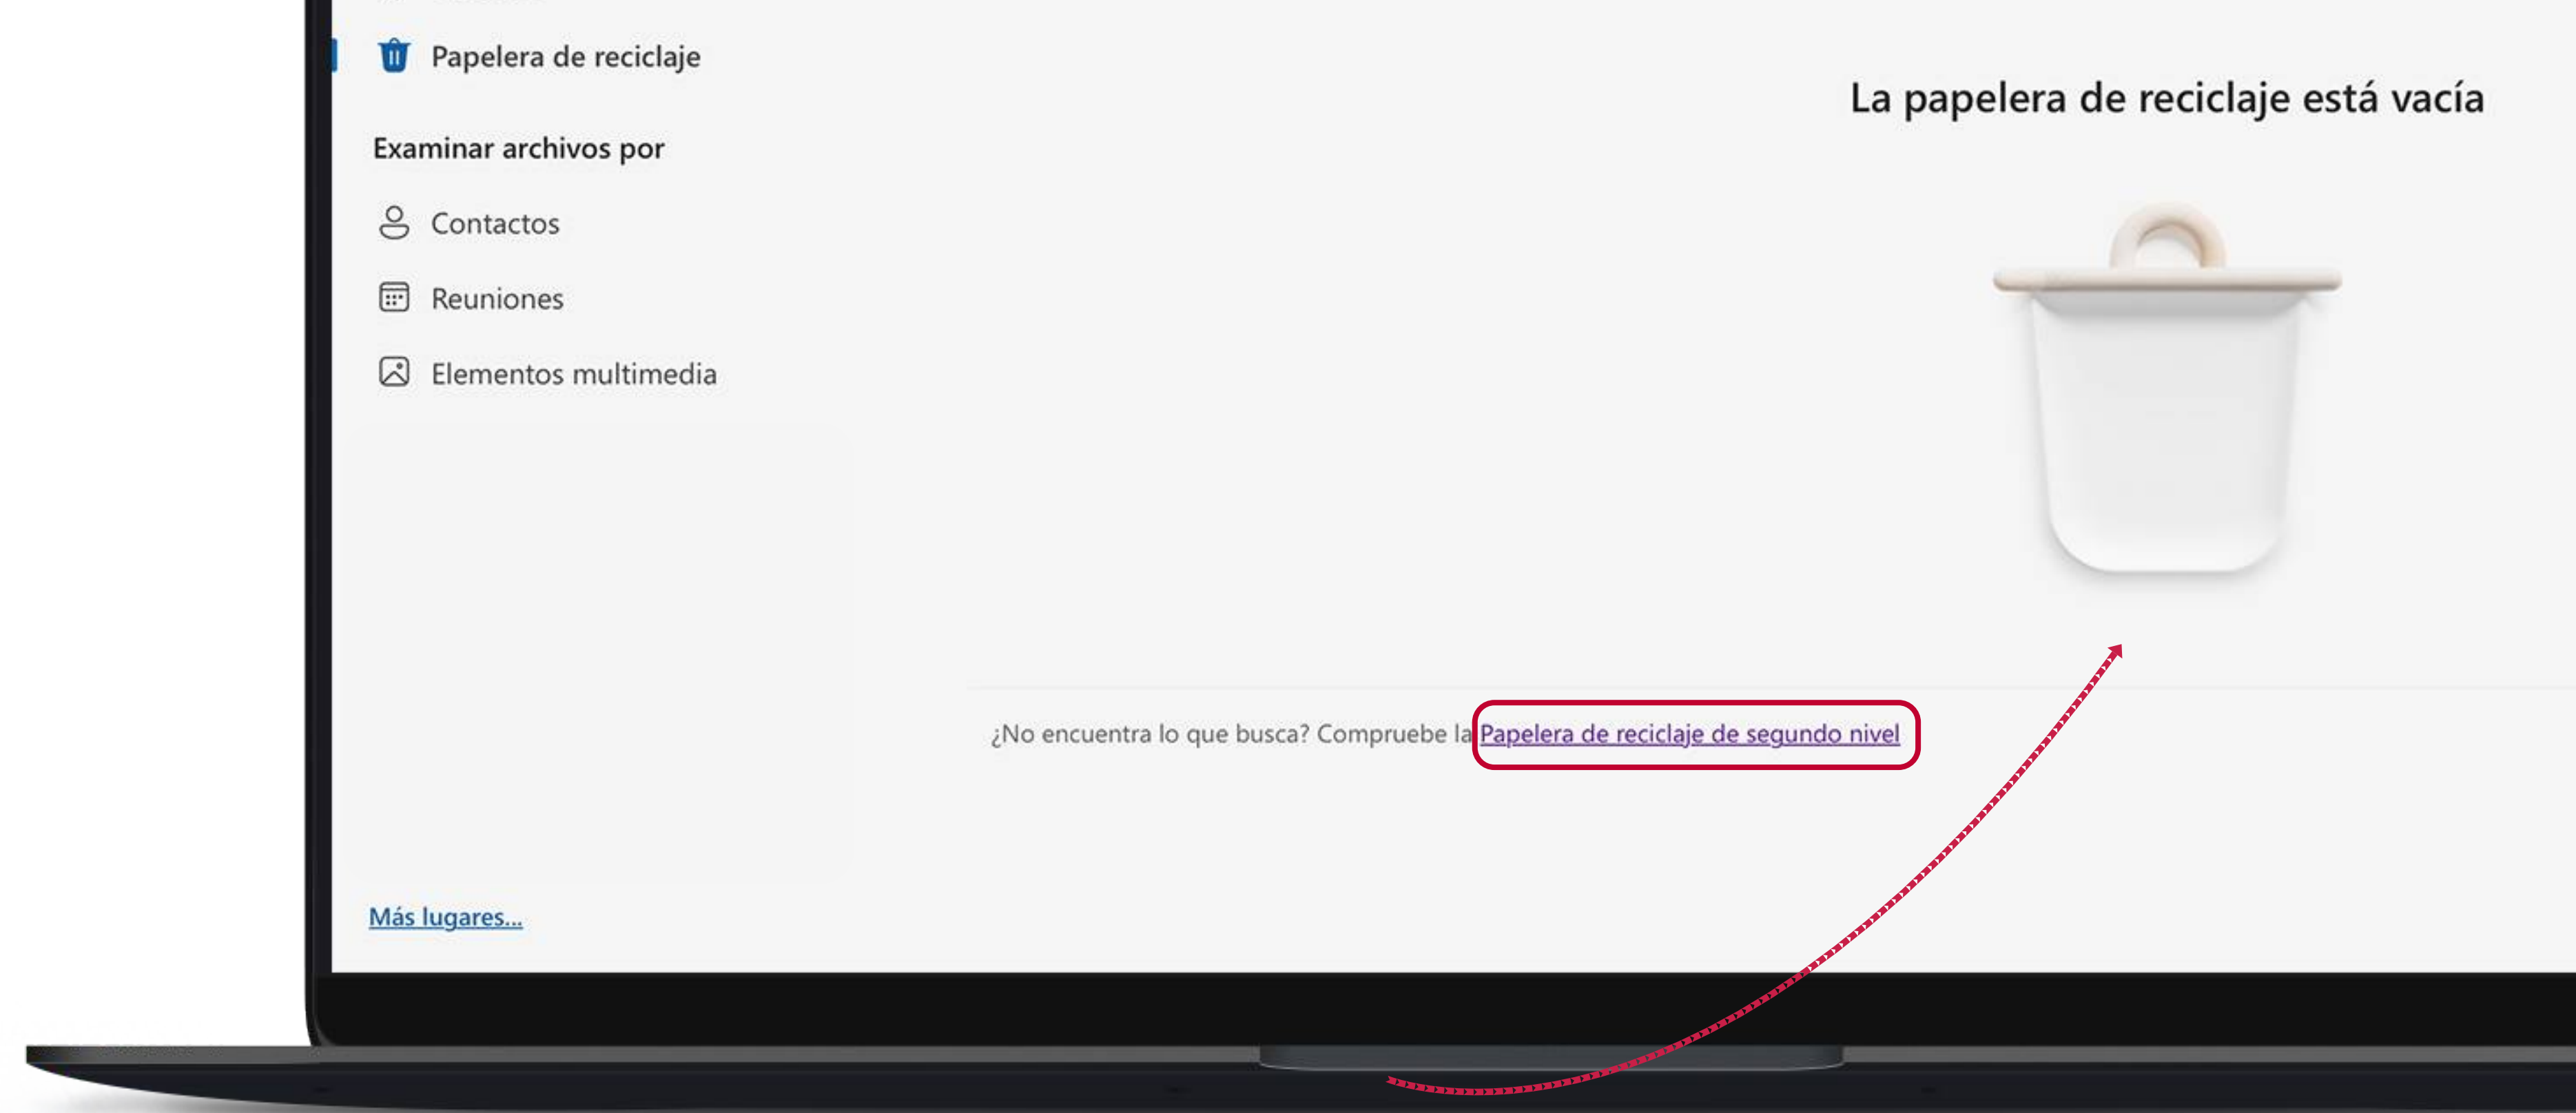 Papelera de reciclaje
La papelera de reciclaje está vacía
Examinar archivos por
Contactos
Reuniones
Elementos multimedia
¿No encuentra lo que busca? Compruebe la Papelera de reciclaje de segundo nivel
Más lugares...